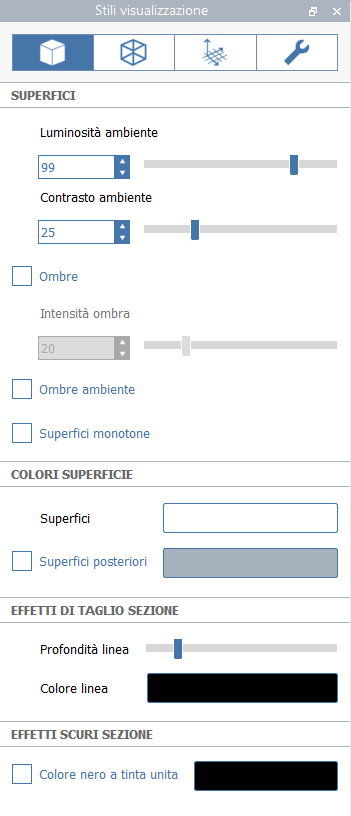 Stili visualizzazione
SUPERFICI
Luminosità ambiente
99
Contrasto ambiente
25
Ombre
Intensità ombra
20
Ombre ambiente
Superfici monotone
COLORI SUPERFICIE
Superfici
Superfici posteriori
EFFETTI DI TAGLIO SEZIONE
Profondità linea
Colore linea
EFFETTI SCURI SEZIONE
Colore nero a tinta unita